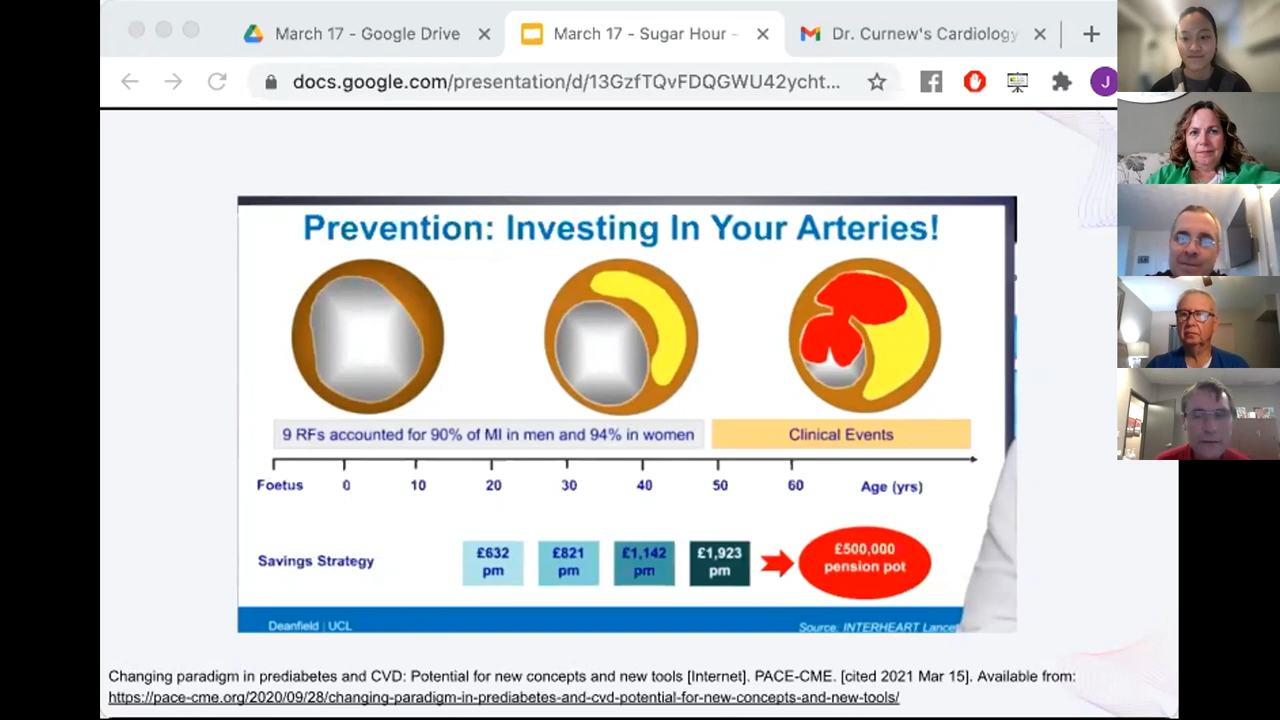 March 17 - Google Drive
March 17 - Sugar Hour -
Dr. Curnew's Cardiology
docs.google.com/presentation/d/13GzfTQvFDQGWU42ycht...
J
Prevention: Investing In Your Arteries!
9 RFs accounted for 90% of MI in men and 94% in women
Clinical Events
Foetus 0 10 20 30 40 50 60 Age (yrs)
Savings Strategy
£632 pm
£821 pm
£1,142 pm
£1,923 pm
£500,000
pension pot
Deanfield | UCL
Source. INTERHEART Lancet
Changing paradigm in prediabetes and CVD: Potential for new concepts and new tools [Internet]. PACE-CME. [cited 2021 Mar 15]. Available from:
https://pace-cme.org/2020/09/28/changing-paradigm-in-prediabetes-and-cvd-potential-for-new-concepts-and-new-tools/